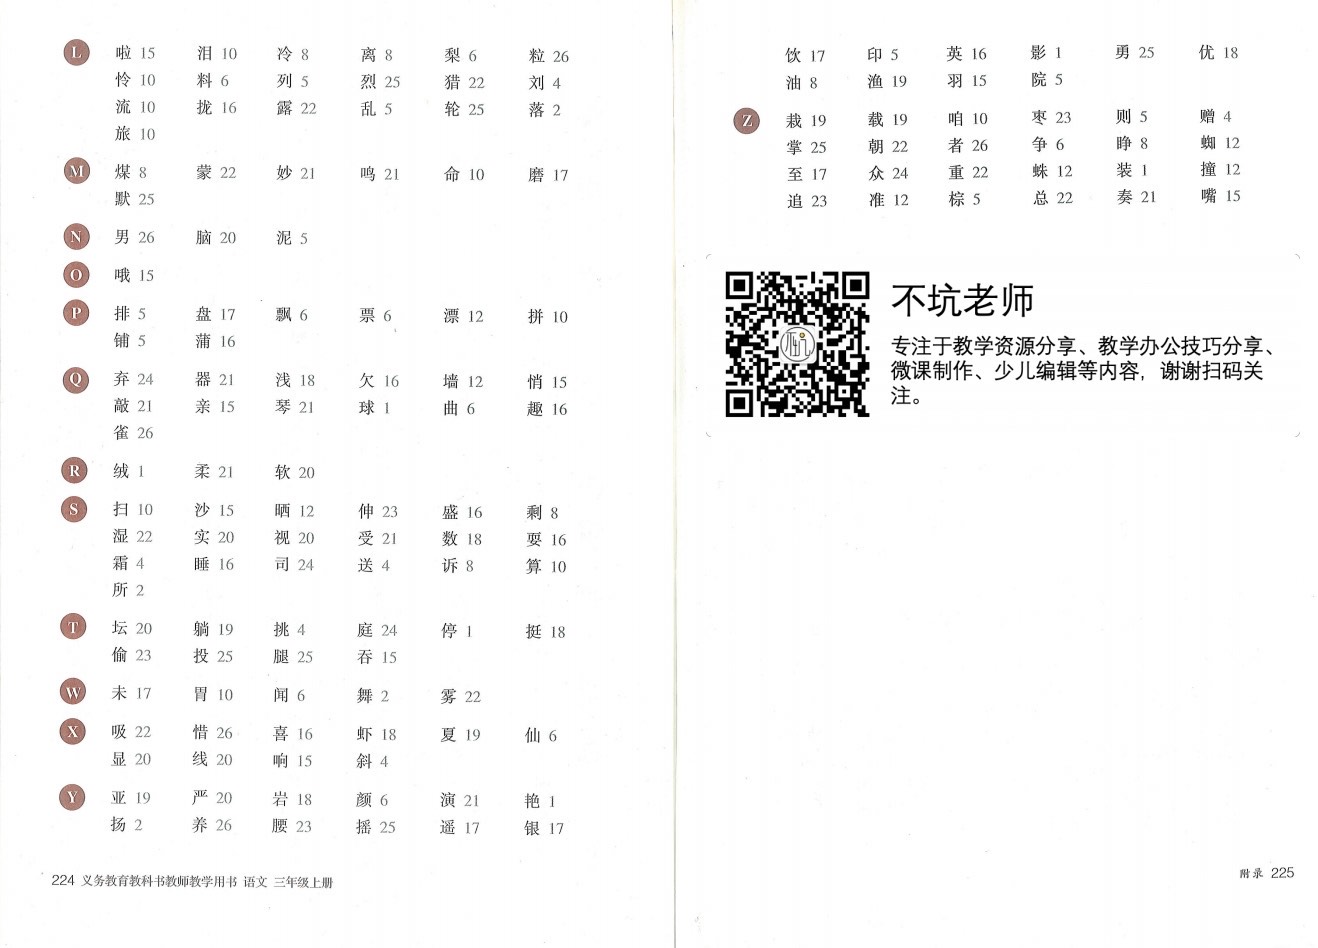 L 啦 15 泪 10 冷 8 离 8 梨 6 粒 26
怜 10 料 6 列 5 烈 25 猎 22 刘 4
流 10 拢 16 露 22 乱 5 轮 25 落 2
旅 10
M 煤 8 蒙 22 妙 21 鸣 21 命 10 磨 17
默 25
N 男 26 脑 20 泥 5
O 哦 15
P 排 5 盘 17 飘 6 票 6 漂 12 拼 10
铺 5 蒲 16
Q 弃 24 器 21 浅 18 欠 16 墙 12 悄 15
敲 21 亲 15 琴 21 球 1 曲 6 趣 16
雀 26
R 绒 1 柔 21 软 20
S 扫 10 沙 15 晒 12 伸 23 盛 16 剩 8
湿 22 实 20 视 20 受 21 数 18 耍 16
霜 4 睡 16 司 24 送 4 诉 8 算 10
所 2
T 坛 20 躺 19 挑 4 庭 24 停 1 挺 18
偷 23 投 25 腿 25 吞 15
W 未 17 胃 10 闻 6 舞 2 雾 22
X 吸 22 惜 26 喜 16 虾 18 夏 19 仙 6
显 20 线 20 响 15 斜 4
Y 亚 19 严 20 岩 18 颜 6 演 21 艳 1
扬 2 养 26 腰 23 摇 25 遥 17 银 17
224 义务教育教科书教师教学用书 语文 三年级上册
饮 17 印 5 英 16 影 1 勇 25 优 18
油 8 渔 19 羽 15 院 5
Z 栽 19 载 19 咱 10 枣 23 则 5 赠 4
掌 25 朝 22 者 26 争 6 睁 8 蜘 12
至 17 众 24 重 22 蛛 12 装 1 撞 12
追 23 准 12 棕 5 总 22 奏 21 嘴 15
不坑老师
专注于教学资源分享、教学办公技巧分享、
微课制作、少儿编辑等内容，谢谢扫码关
注。
附录 225